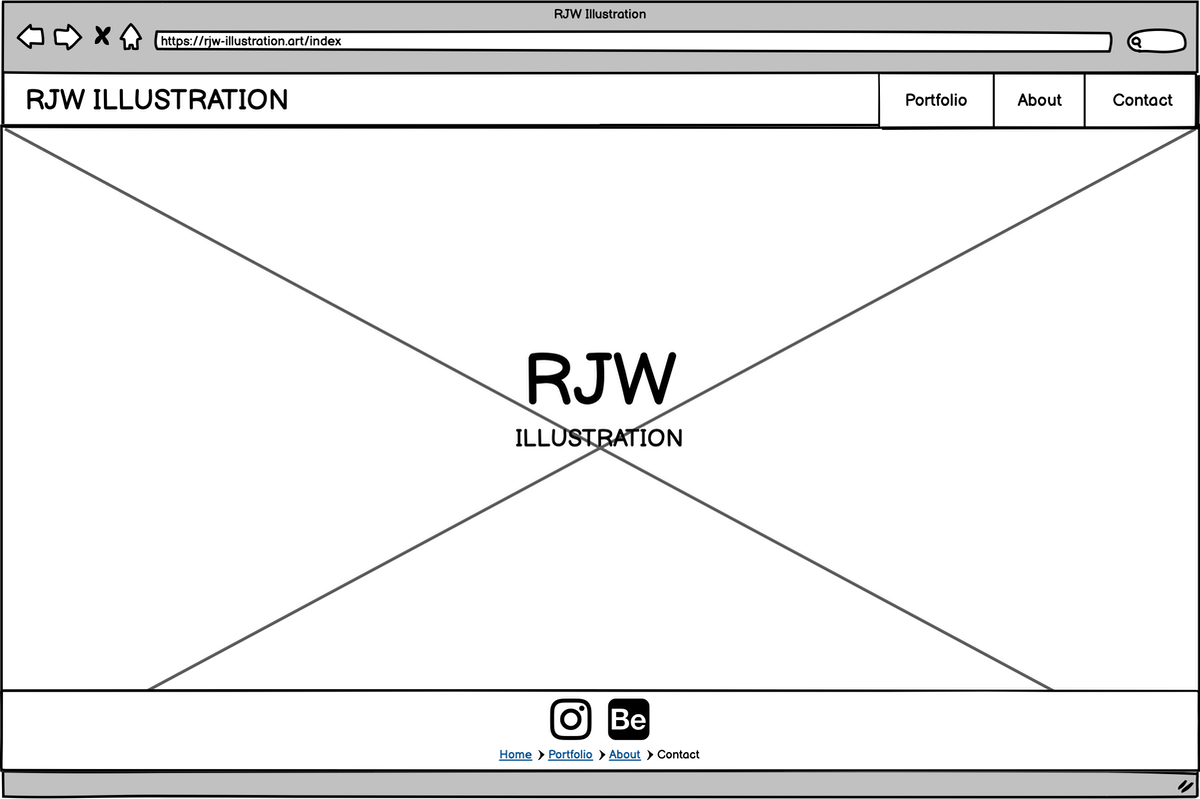 RJW Illustration
https://rjw-illustration.art/index
RJW ILLUSTRATION
Portfolio
About
Contact
RJW
ILLUSTRATION
Be
Home > Portfolio > About > Contact